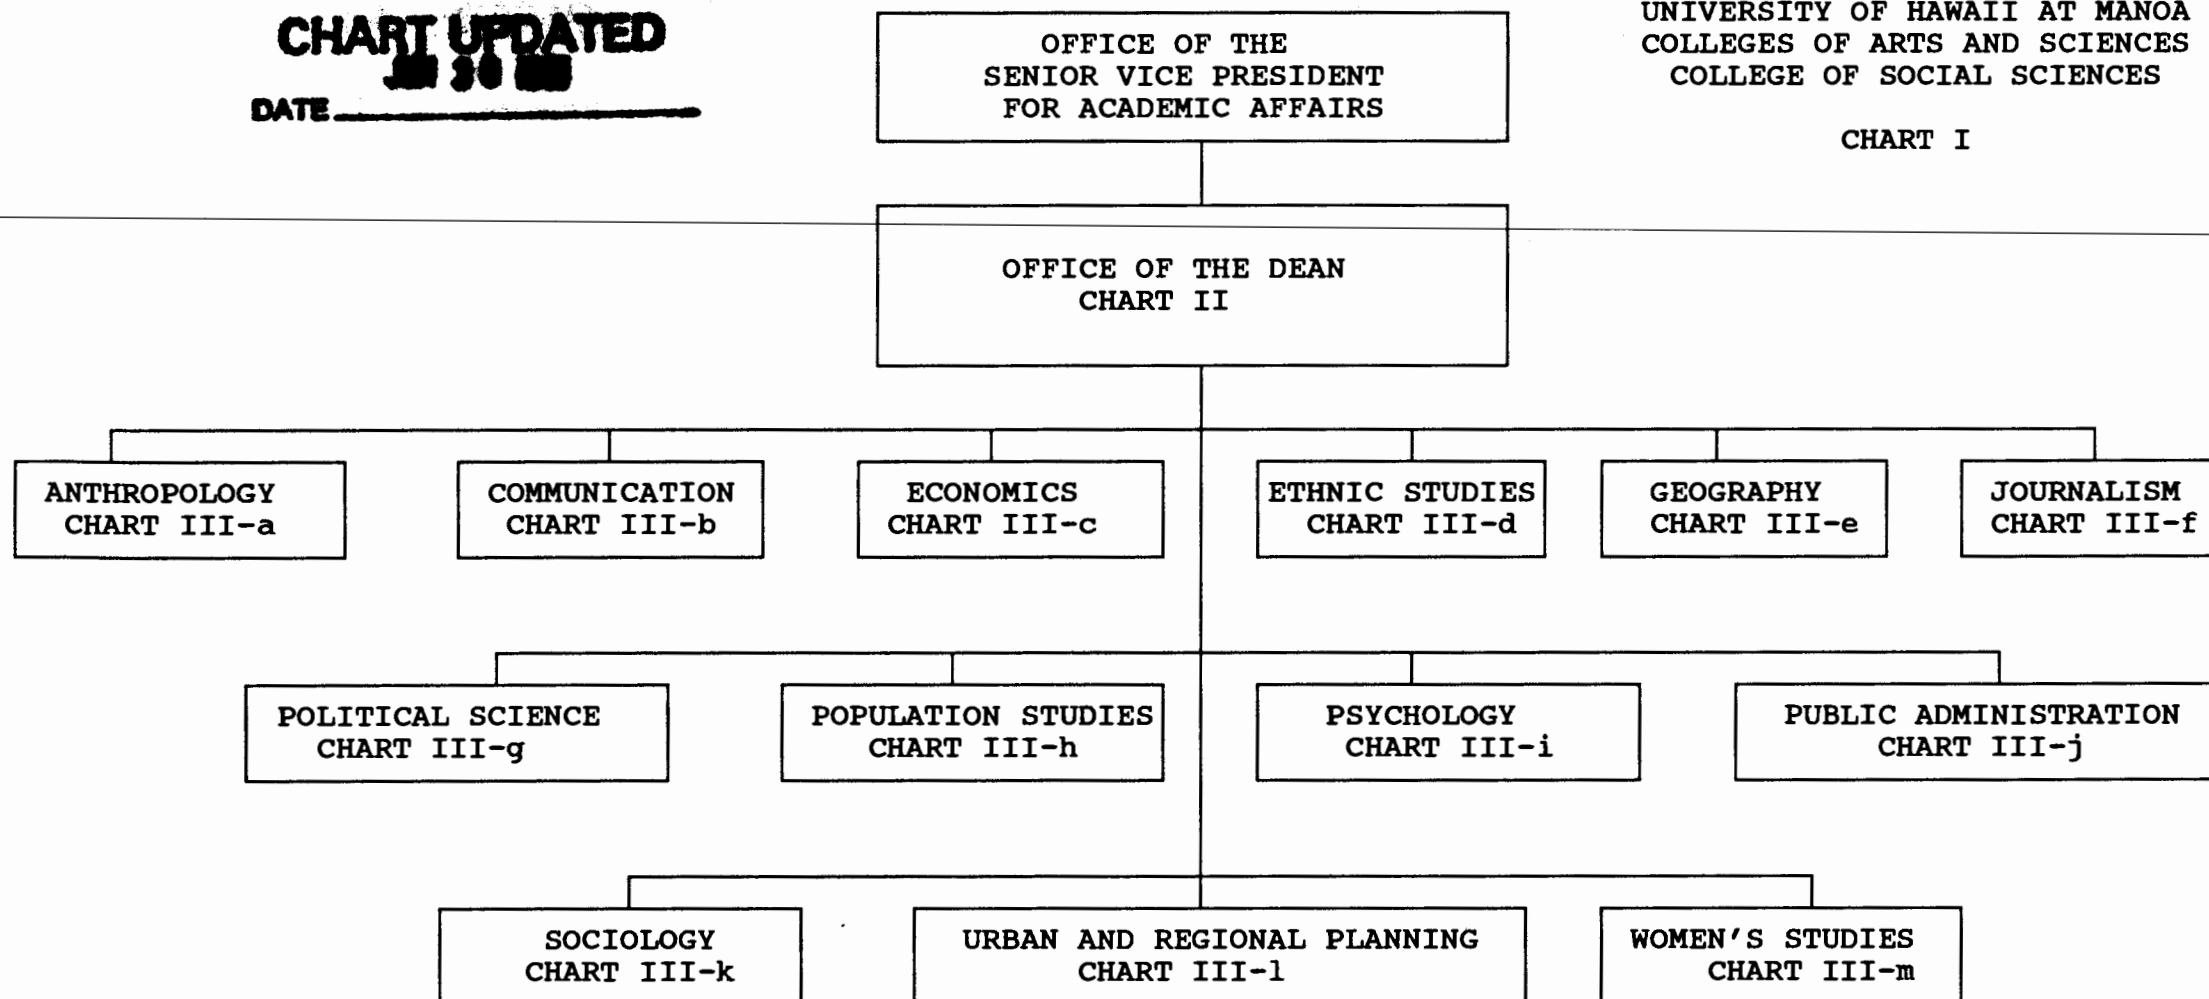 CHART UPDATED
DATE
OFFICE OF THE
SENIOR VICE PRESIDENT
FOR ACADEMIC AFFAIRS
UNIVERSITY OF HAWAII AT MANOA
COLLEGES OF ARTS AND SCIENCES
COLLEGE OF SOCIAL SCIENCES
CHART I
OFFICE OF THE DEAN
CHART II
ANTHROPOLOGY
CHART III-a
COMMUNICATION
CHART III-b
ECONOMICS
CHART III-c
ETHNIC STUDIES
CHART III-d
GEOGRAPHY
CHART III-e
JOURNALISM
CHART III-f
POLITICAL SCIENCE
CHART III-g
POPULATION STUDIES
CHART III-h
PSYCHOLOGY
CHART III-i
PUBLIC ADMINISTRATION
CHART III-j
SOCIOLOGY
CHART III-k
URBAN AND REGIONAL PLANNING
CHART III-l
WOMEN'S STUDIES
CHART III-m